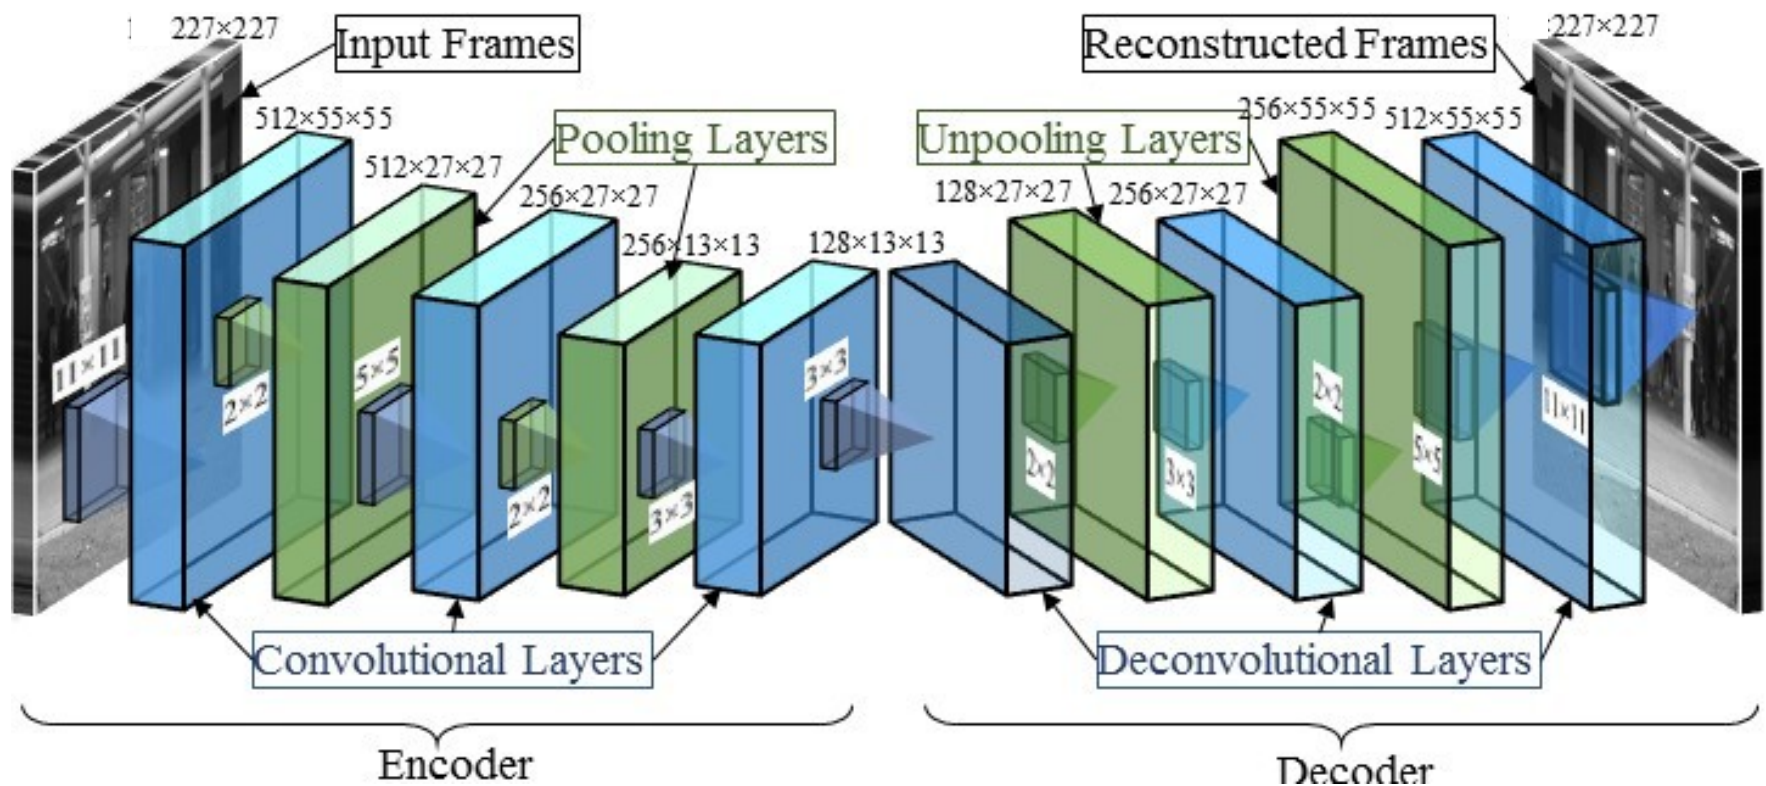 227×227
Input Frames
Reconstructed Frames
227×227
512×55×55
Pooling Layers
Unpooling Layers
256×55×55
512×55×55
512×27×27
256×27×27
128×27×27
256×27×27
256×13×13
128×13×13
11×11
2×2
5×5
2×2
3×3
3×3
2×2
3×3
2×2
5×5
11×11
Convolutional Layers
Deconvolutional Layers
Encoder
Decoder